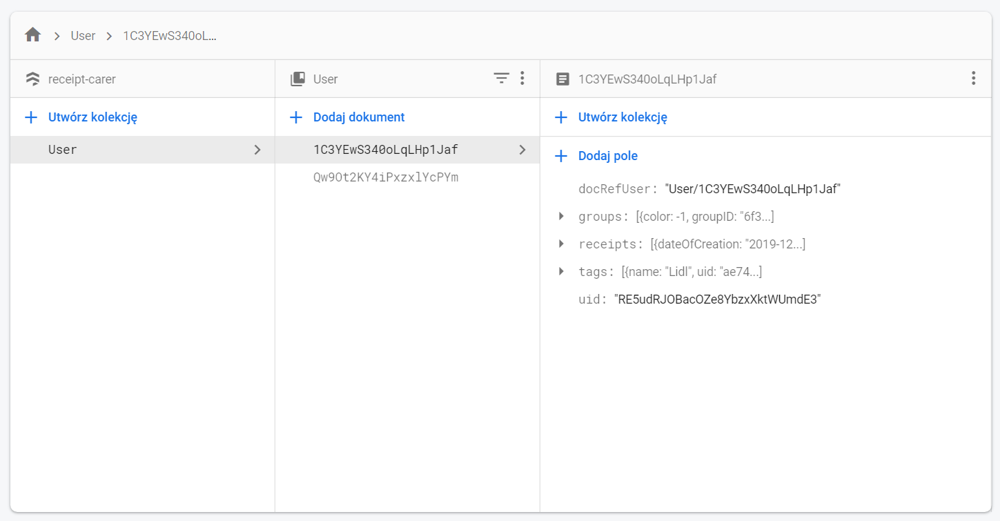 User 1C3YEwS340oL...
receipt-carer
Utwórz kolekcję
User
User
Dodaj dokument
1C3YEwS340oLqLHp1Jaf
Qw9Ot2KY4iPxzxlYcPYm
1C3YEwS340oLqLHp1Jaf
Utwórz kolekcję
Dodaj pole
docRefUser: "User/1C3YEwS340oLqLHp1Jaf"
groups: [{color: -1, groupID: "6f3...]
receipts: [{dateOfCreation: "2019-12...]
tags: [{name: "Lidl", uid: "ae74...]
uid: "RE5udRJOBacOZe8YbzxXktWUmdE3"